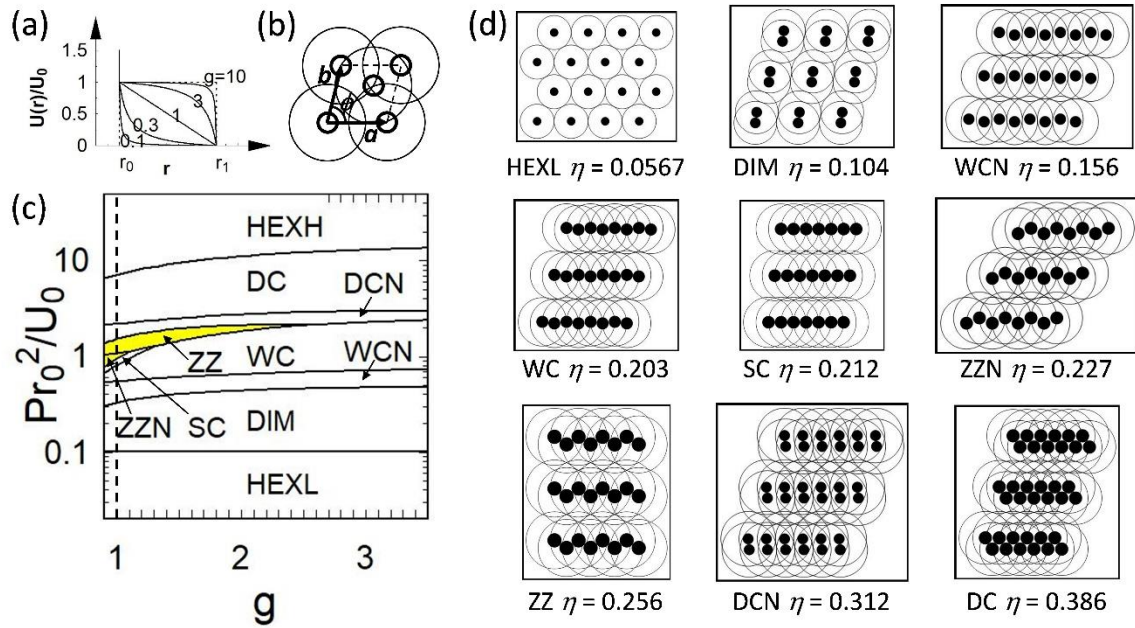 (a)
U(r)/U₀
1.5
1
0.5
0
g=10
3
1
0.3
0.1
r₀
r
r₁
(b)
b
ϕ
a
(c)
Pr₀²/U₀
10
1
0.1
HEXH
DC
DCN
ZZ
WC
WCN
ZZN
SC
DIM
HEXL
1
2
3
g
(d)
HEXL η = 0.0567
DIM η = 0.104
WCN η = 0.156
WC η = 0.203
SC η = 0.212
ZZN η = 0.227
ZZ η = 0.256
DCN η = 0.312
DC η = 0.386